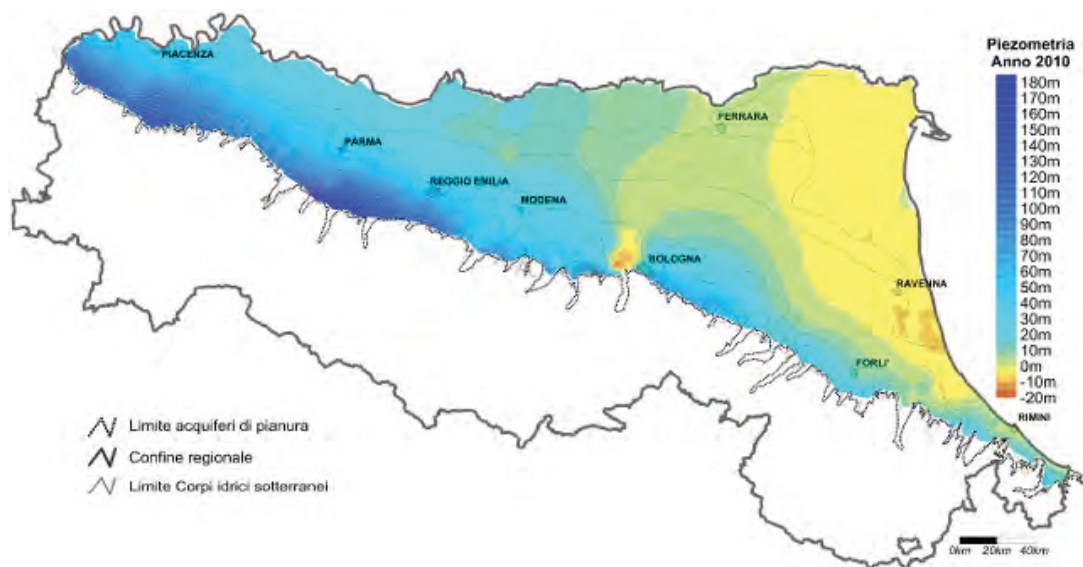 PIACENZA
PARMA
REGGIO EMILIA
MODENA
BOLOGNA
FERRARA
RAVENNA
FORLI'
RIMINI
Piezometria
Anno 2010
180m
170m
160m
150m
140m
130m
120m
110m
100m
90m
80m
70m
60m
50m
40m
30m
20m
10m
0m
-10m
-20m
Limite acquiferi di pianura
Confine regionale
Limite Corpi idrici sotterranei
0km 20km 40km